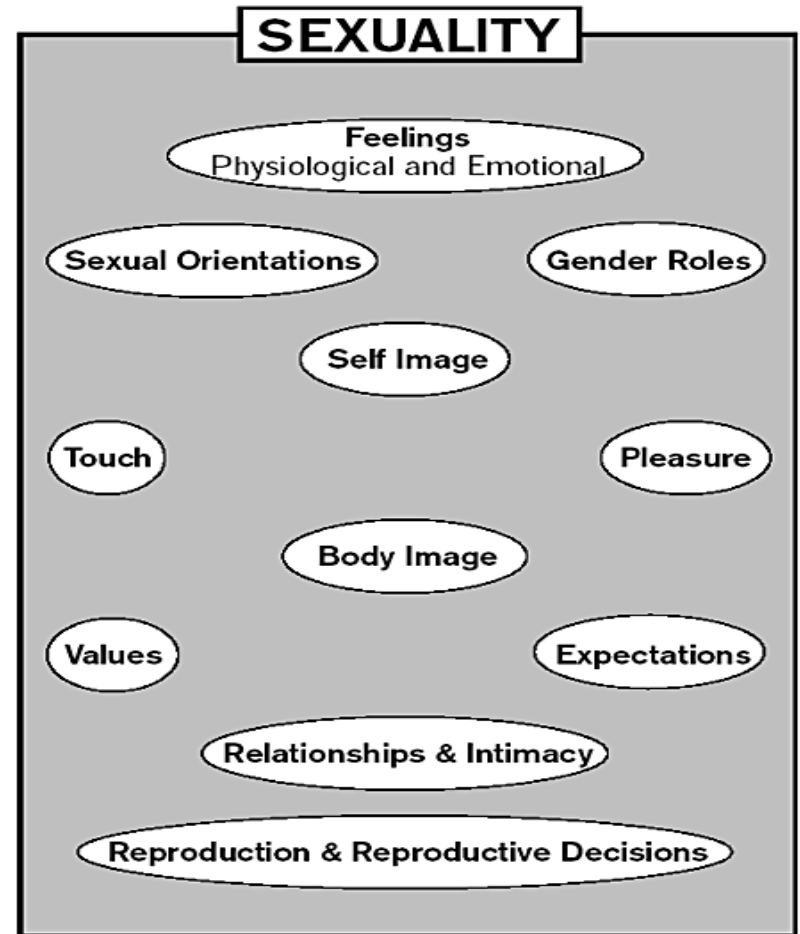 SEXUALITY
Feelings
Physiological and Emotional
Sexual Orientations
Gender Roles
Self Image
Touch
Pleasure
Body Image
Values
Expectations
Relationships & Intimacy
Reproduction & Reproductive Decisions